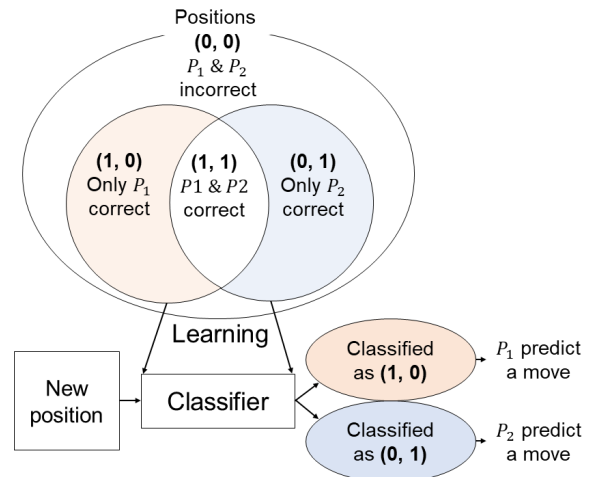 Positions
(0, 0)
P₁ & P₂
incorrect
(1, 0)
Only P₁
correct
(1, 1)
P1 & P2
correct
(0, 1)
Only P₂
correct
Learning
New
position
Classifier
Classified
as (1, 0)
P₁ predict
a move
Classified
as (0, 1)
P₂ predict
a move